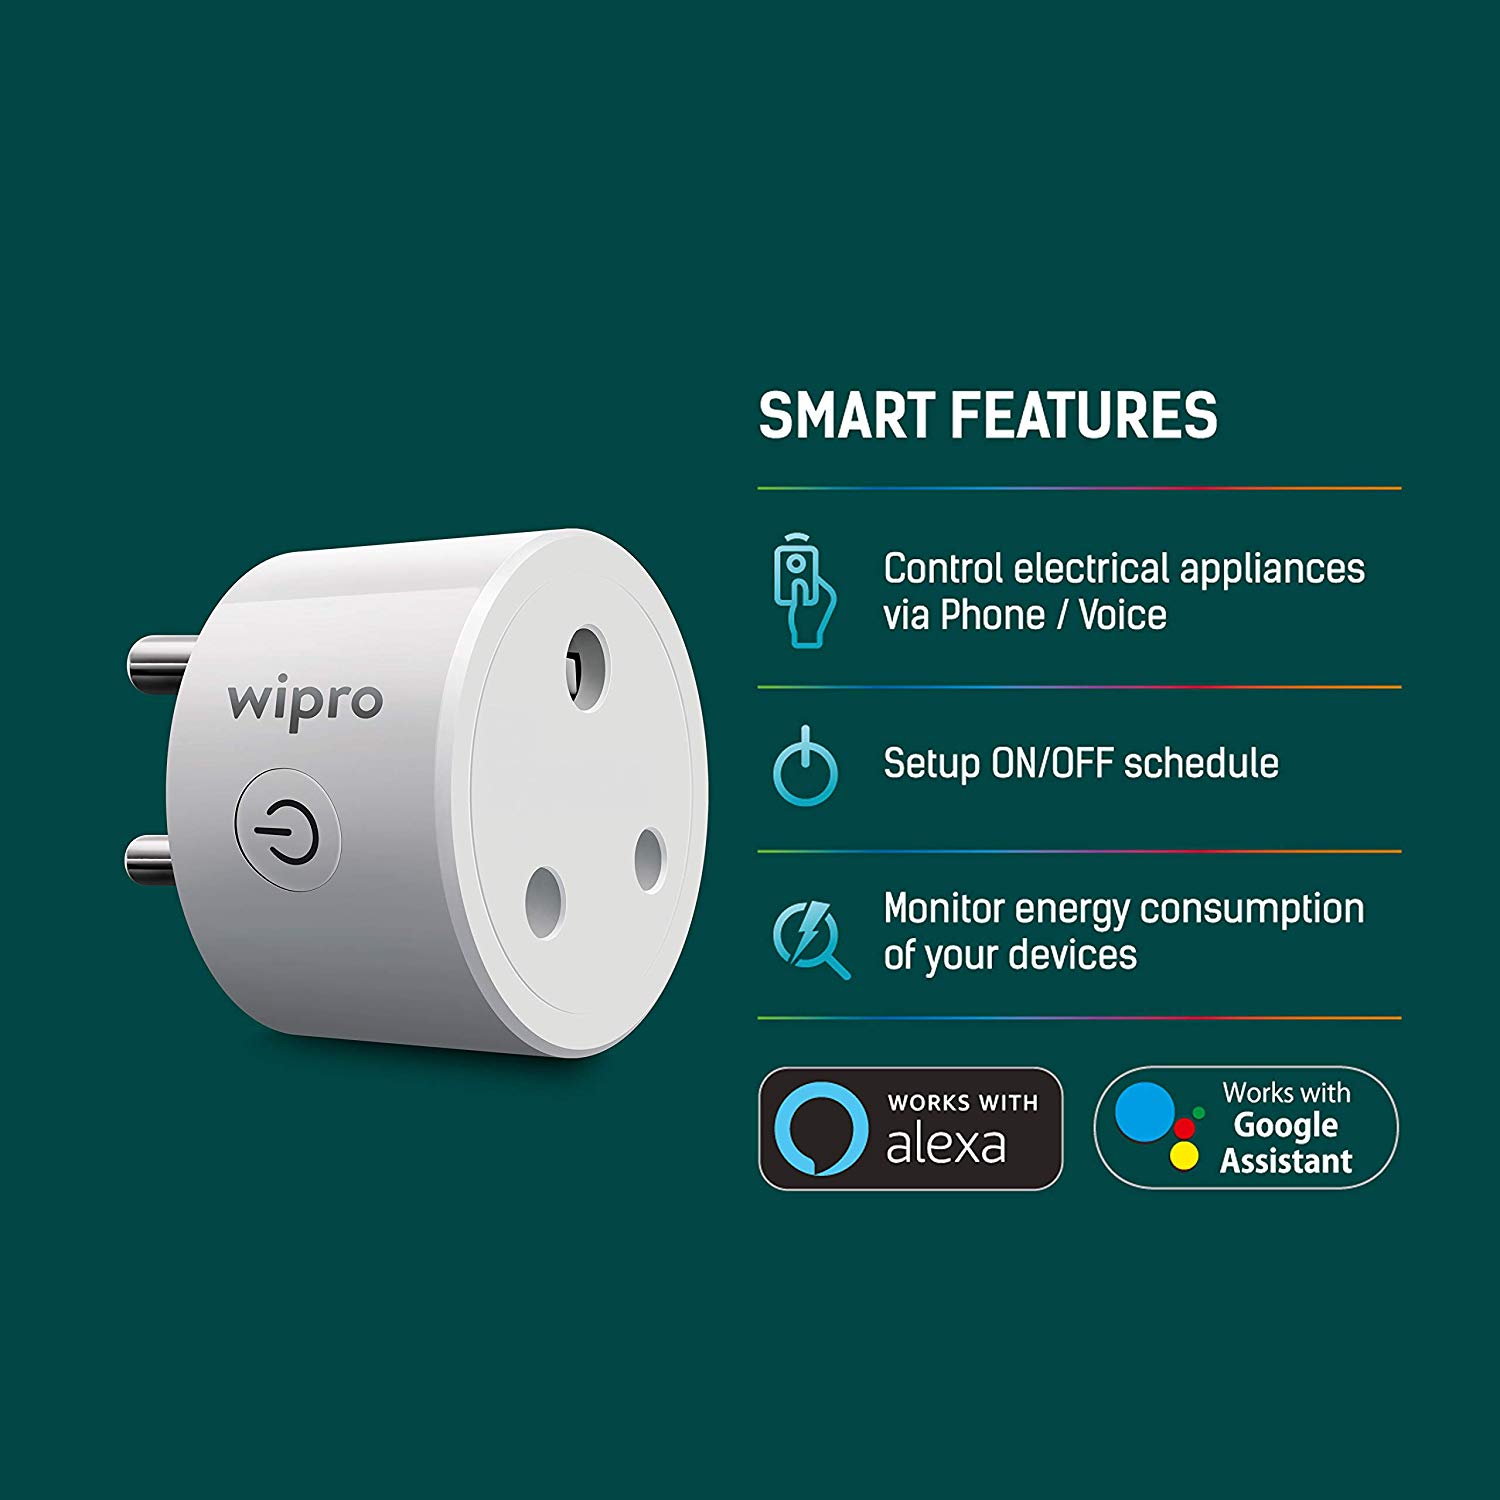 SMART FEATURES
Control electrical appliances
via Phone / Voice
wipro
Setup ON/OFF schedule
Monitor energy consumption
of your devices
WORKS WITH
alexa
Works with
Google
Assistant